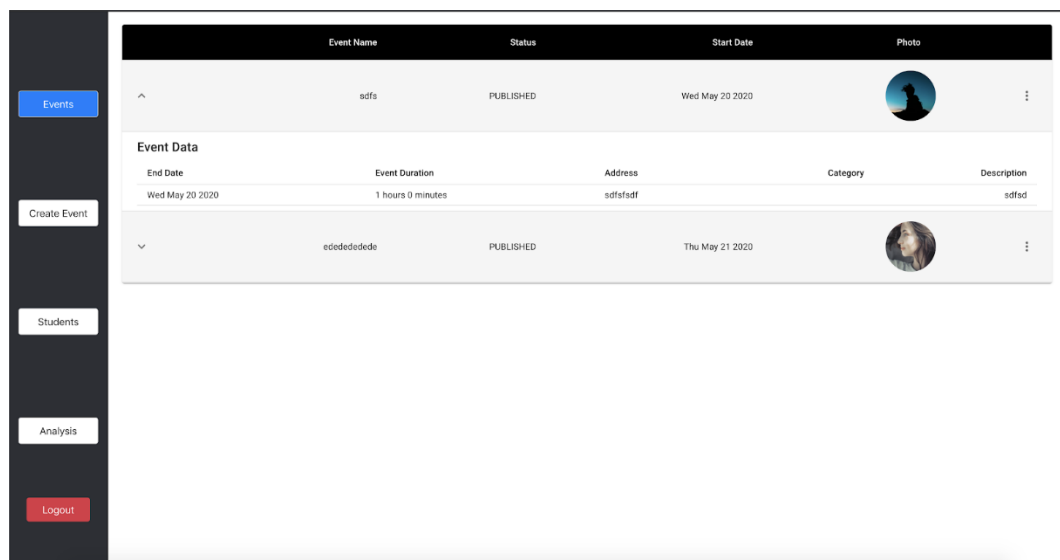 Events
Create Event
Students
Analysis
Logout
Event Name Status Start Date Photo
sdfs PUBLISHED Wed May 20 2020
Event Data
End Date Event Duration Address Category Description
Wed May 20 2020 1 hours 0 minutes sdfsfsdf sdfsd
edededede​de PUBLISHED Thu May 21 2020